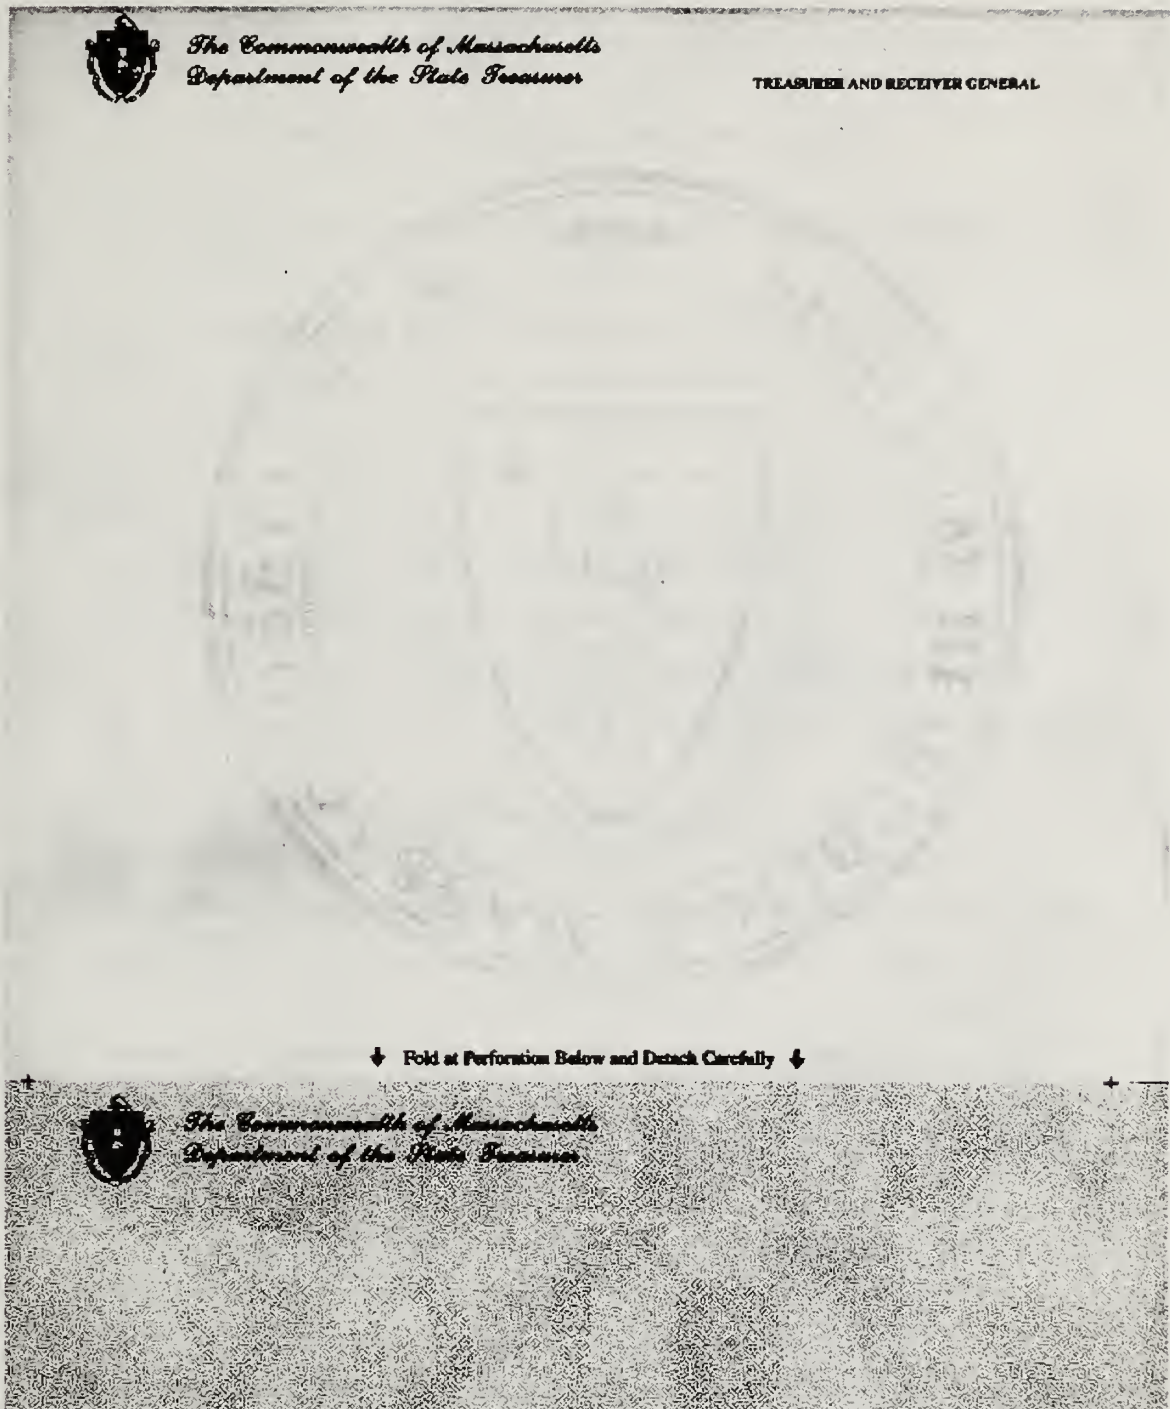 The Commonwealth of Massachusetts
Department of the State Treasurer
TREASURER AND RECEIVER GENERAL
Fold at Perforation Below and Detach Carefully
The Commonwealth of Massachusetts
Department of the State Treasurer